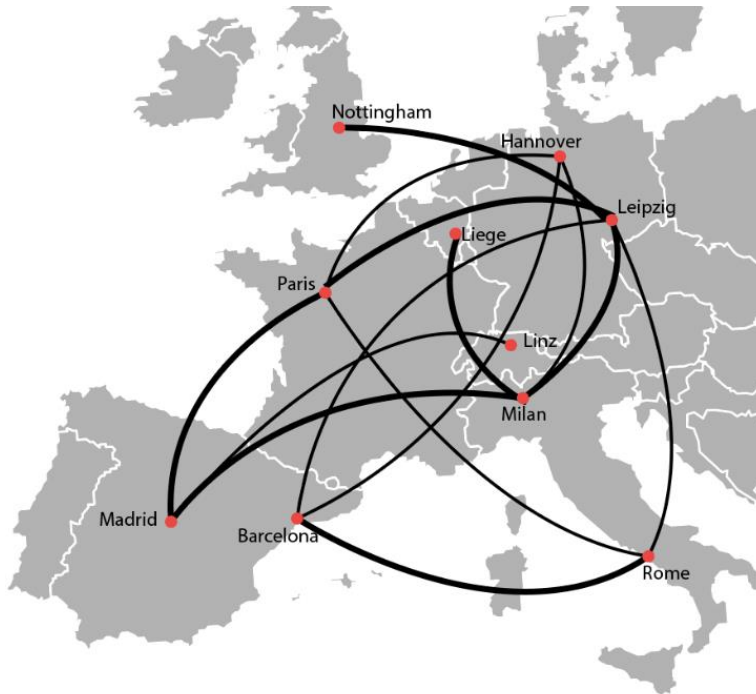 Nottingham
Hannover
Leipzig
Liege
Paris
Linz
Milan
Madrid
Barcelona
Rome